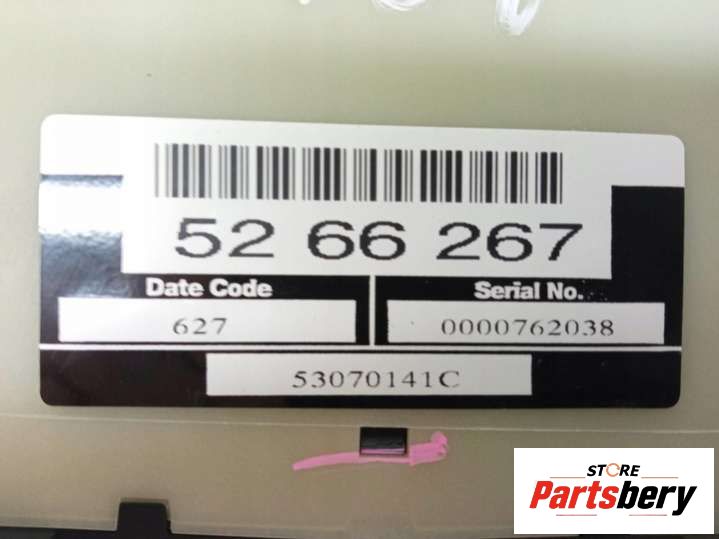 52 66 267
Date Code
Serial No.
627
0000762038
53070141C
STORE
Partsbery